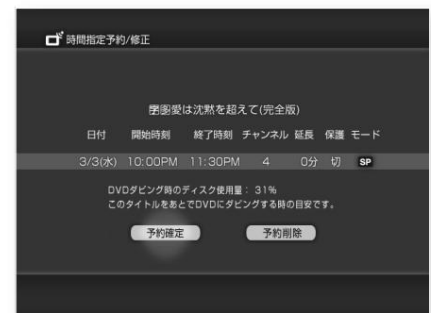 時間指定予約/修正
愛は沈黙を超えて(完全版)
日付 開始時刻 終了時刻 チャンネル 延長 保護 モード
3/3(水) 10:00PM 11:30PM 4 0分 切 SP
DVDダビング時のディスク使用量： 31%
このタイトルをあとでDVDにダビングする時の目安です。
予約確定 予約削除